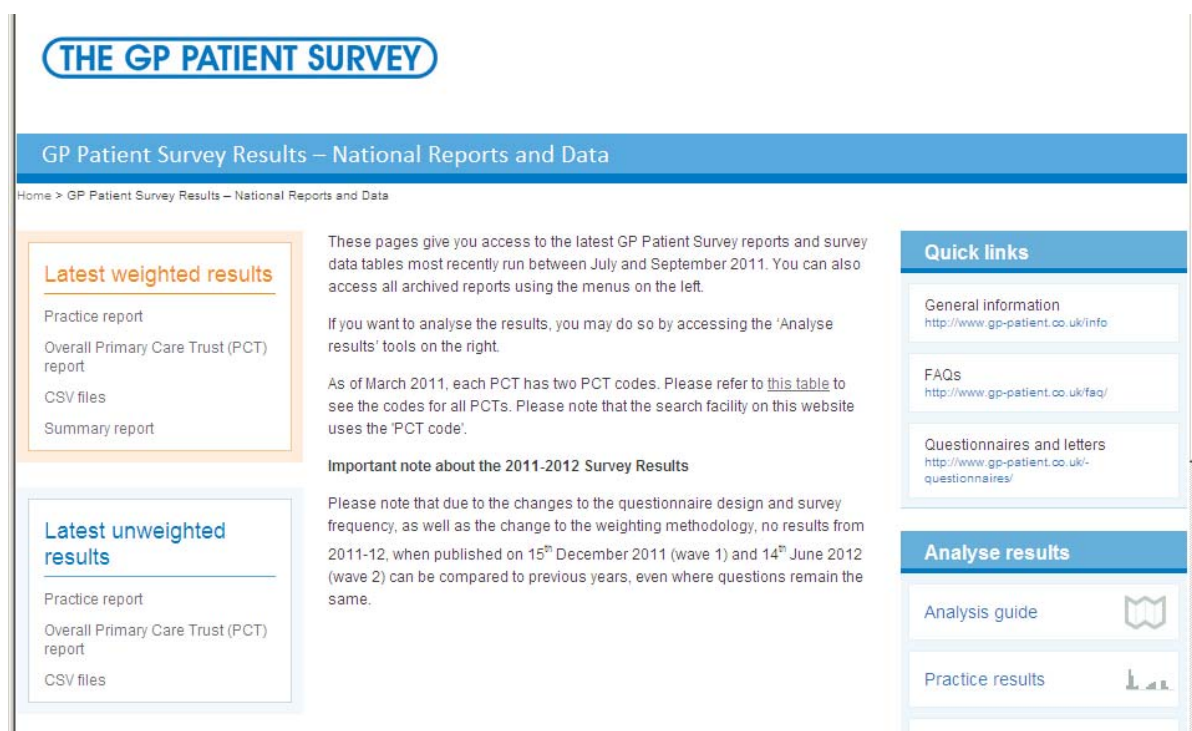 THE GP PATIENT SURVEY
GP Patient Survey Results – National Reports and Data
Home > GP Patient Survey Results – National Reports and Data
Latest weighted results
Practice report
Overall Primary Care Trust (PCT)
report
CSV files
Summary report
Latest unweighted
results
Practice report
Overall Primary Care Trust (PCT)
report
CSV files
These pages give you access to the latest GP Patient Survey reports and survey
data tables most recently run between July and September 2011. You can also
access all archived reports using the menus on the left.
If you want to analyse the results, you may do so by accessing the 'Analyse
results' tools on the right.
As of March 2011, each PCT has two PCT codes. Please refer to this table to
see the codes for all PCTs. Please note that the search facility on this website
uses the 'PCT code'.
Important note about the 2011-2012 Survey Results
Please note that due to the changes to the questionnaire design and survey
frequency, as well as the change to the weighting methodology, no results from
2011-12, when published on 15th December 2011 (wave 1) and 14th June 2012
(wave 2) can be compared to previous years, even where questions remain the
same.
Quick links
General information
http://www.gp-patient.co.uk/info
FAQs
http://www.gp-patient.co.uk/faq/
Questionnaires and letters
http://www.gp-patient.co.uk/-
questionnaires/
Analyse results
Analysis guide
Practice results